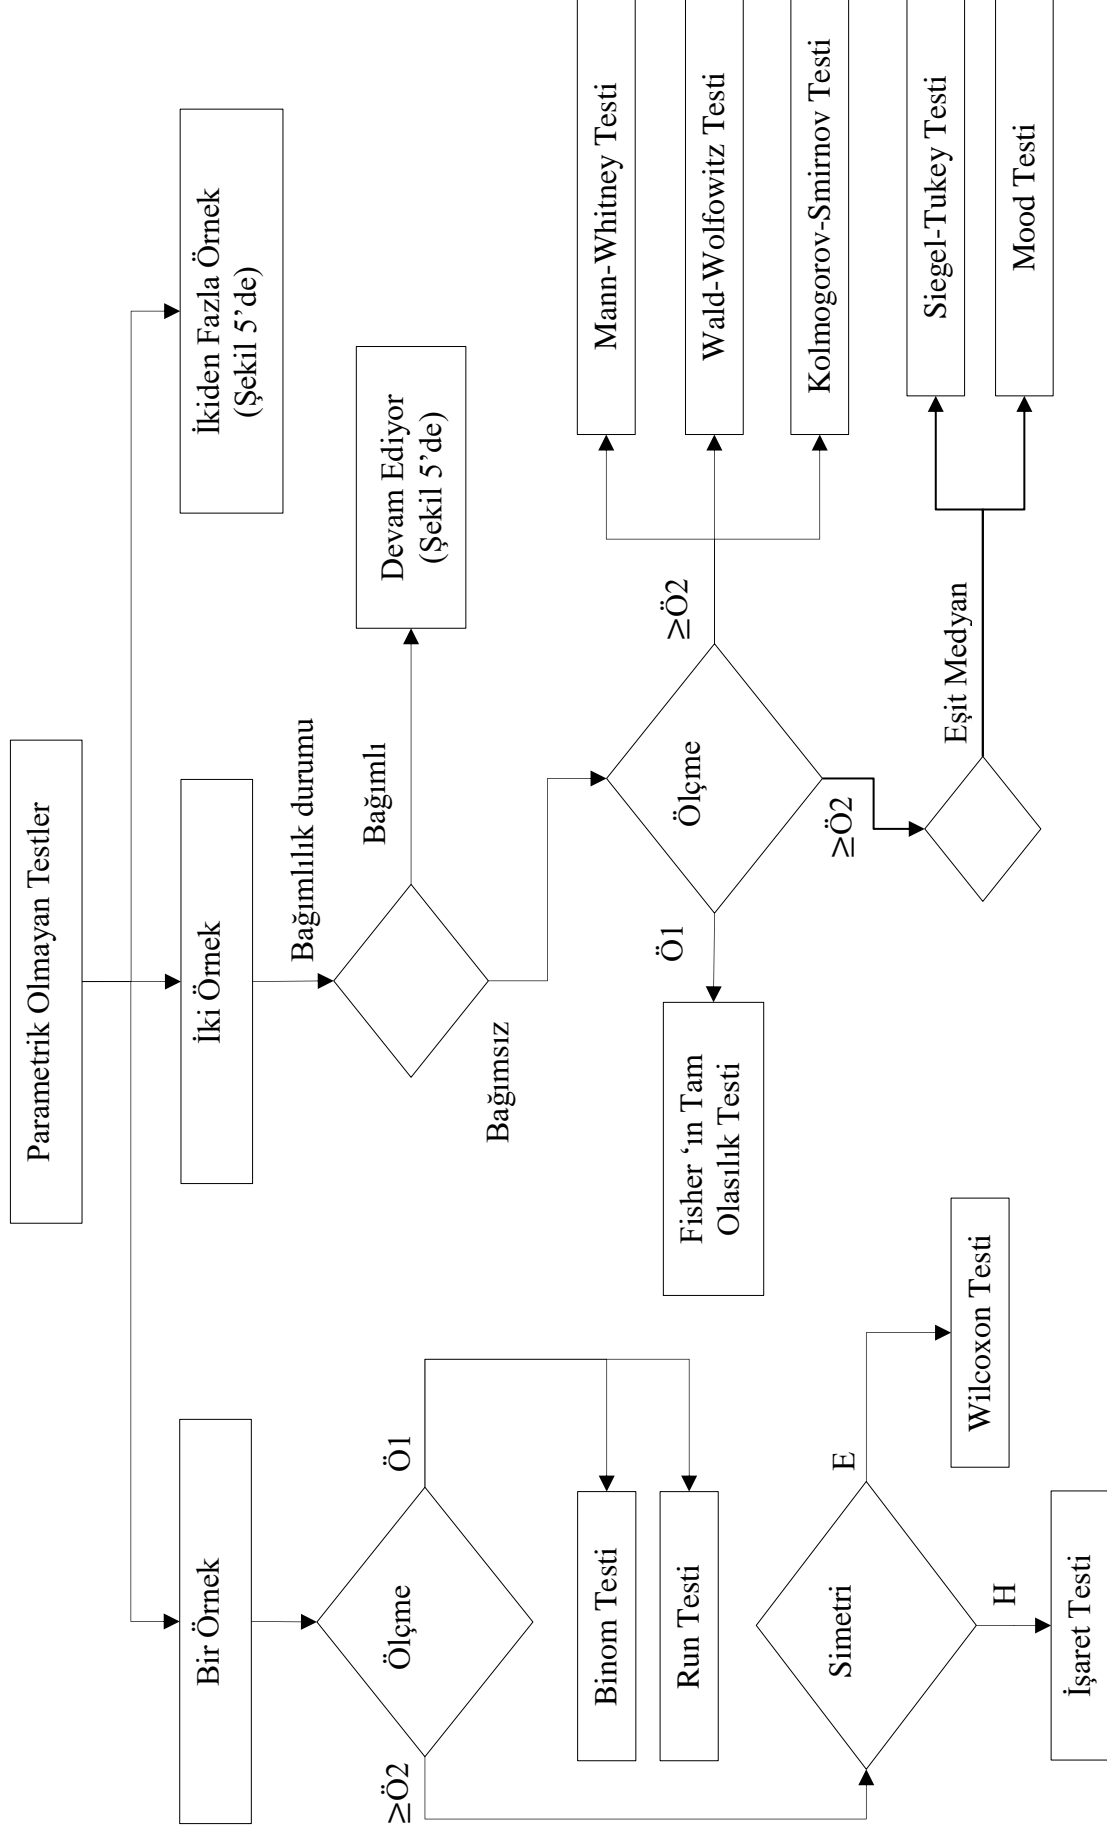 Parametrik Olmayan Testler
Bir Örnek
İki Örnek
İkiden Fazla Örnek
(Şekil 5’de)
Bağımlılık durumu
Ölçme
≥Ö2
Ö1
Bağımlı
Devam Ediyor
(Şekil 5’de)
Bağımsız
Binom Testi
Run Testi
Ölçme
Ö1
≥Ö2
≥Ö2
Fisher ‘ın Tam
Olasılık Testi
Mann-Whitney Testi
Wald-Wolfowitz Testi
Kolmogorov-Smirnov Testi
Simetri
E
H
Wilcoxon Testi
İşaret Testi
Eşit Medyan
Siegel-Tukey Testi
Mood Testi